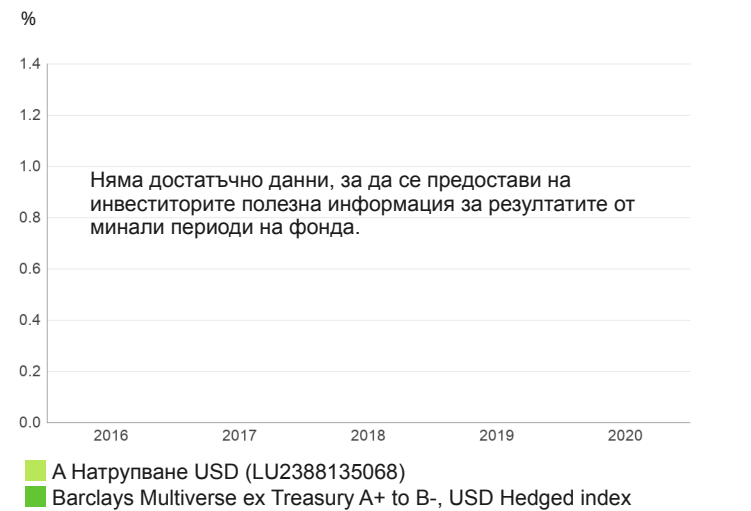 %
1.4
1.2
1.0
Няма достатъчно данни, за да се предостави на
инвеститорите полезна информация за резултатите от
0.8
минали периоди на фонда.
0.6
0.4
0.2
0.0
2016 2017 2018 2019 2020
А Натрупване USD (LU2388135068)
Barclays Multiverse ex Treasury A+ to B-, USD Hedged index